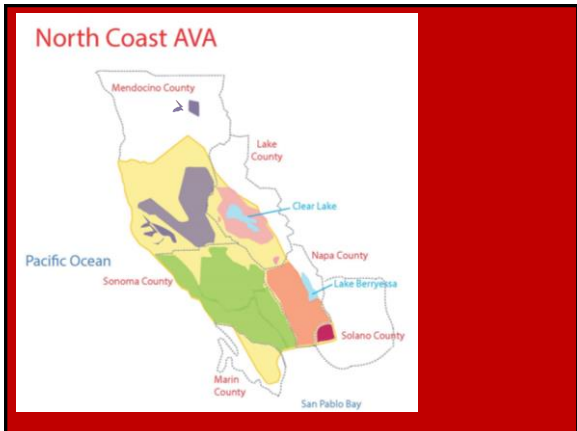 North Coast AVA
Mendocino County
Lake
County
Clear Lake
Pacific Ocean
Napa County
Sonoma County
Lake Berryessa
Solano County
Marin
County
San Pablo Bay